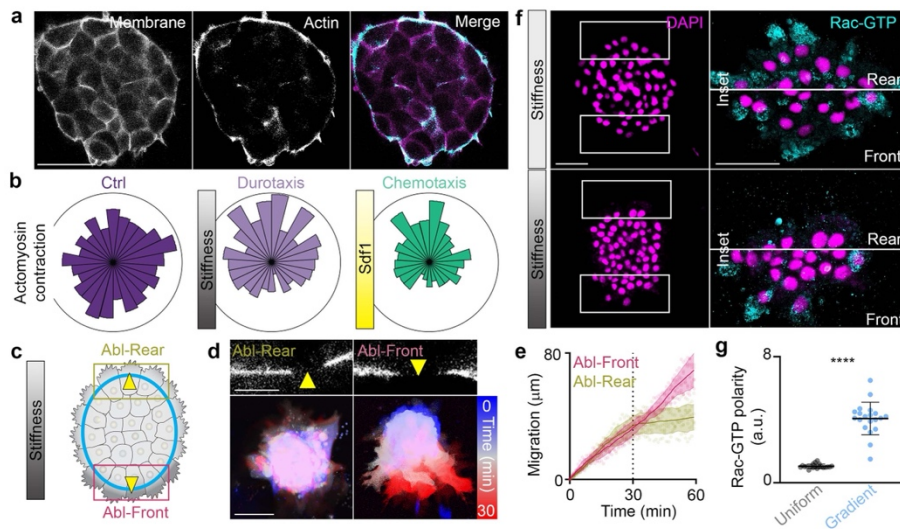 a
Membrane
Actin
Merge
b
Ctrl
Durotaxis
Chemotaxis
Actomyosin
contraction
Stiffness
Sdf1
c
Abl-Rear
Stiffness
Abl-Front
d
Abl-Rear
Abl-Front
0
Time (min)
30
e
Abl-Front
Abl-Rear
Migration (µm)
80
0
0
30
60
Time (min)
f
DAPI
Rac-GTP
Stiffness
Inset
Rear
Front
Stiffness
Inset
Rear
Front
g
Rac-GTP polarity
(a.u.)
8
0
****
Uniform
Gradient